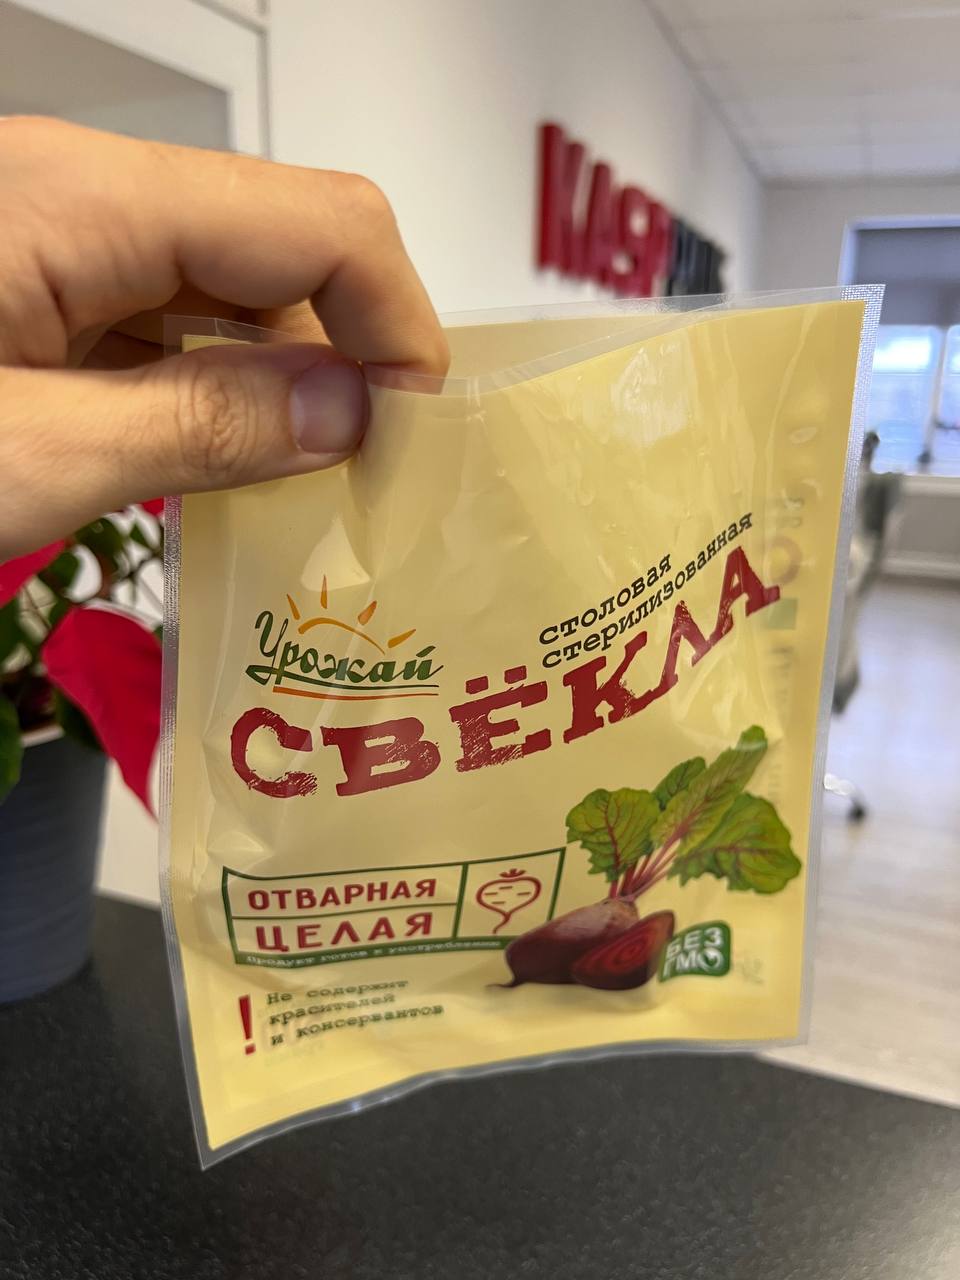 Урожай
столовая
стерилизованная
СВЁКЛА
ОТВАРНАЯ
ЦЕЛАЯ
продукт готов к употреблению
БЕЗ
ГМО
! Не содержит
красителей
и консервантов